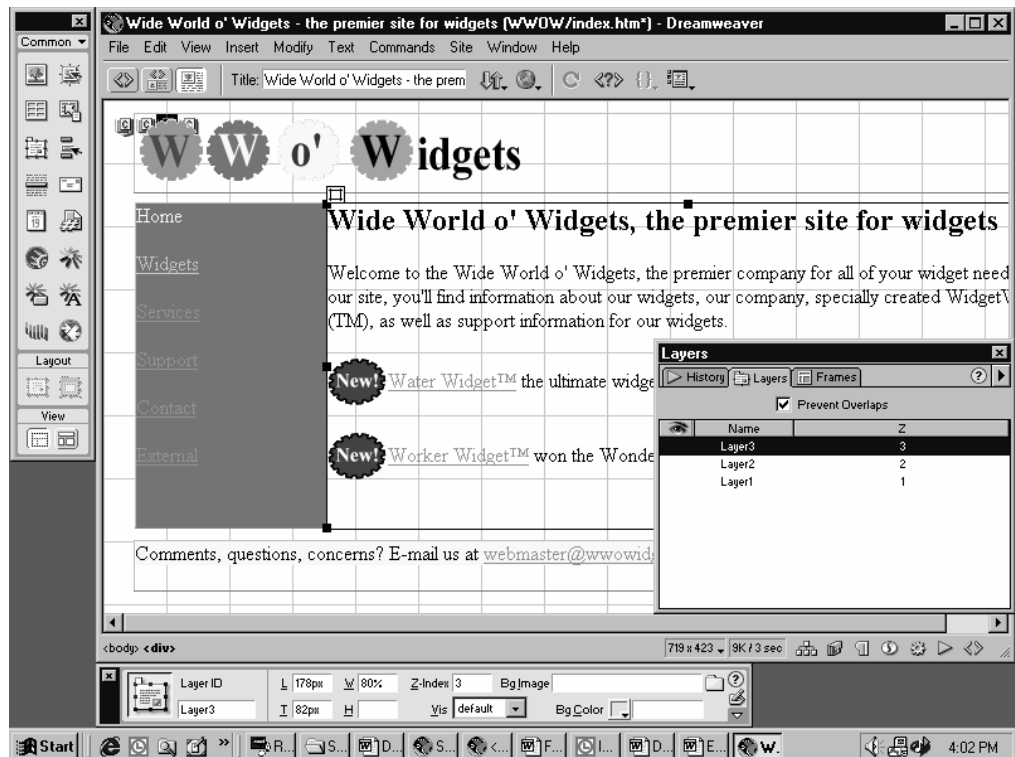 Wide World o' Widgets - the premier site for widgets (WWOW/index.htm*) - Dreamweaver
Common
File Edit View Insert Modify Text Commands Site Window Help
Title: Wide World o' Widgets - the prem
W W o' Widgets
Home
Widgets
Services
Support
Contact
External
Wide World o' Widgets, the premier site for widgets
Welcome to the Wide World o' Widgets, the premier company for all of your widget need
our site, you'll find information about our widgets, our company, specially created Widget
(TM), as well as support information for our widgets.
New! Water Widget™ the ultimate widge
New! Worker Widget™ won the Wonde
Comments, questions, concerns? E-mail us at webmaster@wwowidg
Layout
View
Layers
History Layers Frames
Prevent Overlaps
Name Z
Layer3 3
Layer2 2
Layer1 1
<body> <div>
719 x 423 9K / 3 sec
Layer ID L 178px W 80% Z-Index 3 Bg Image
Layer3 T 82px H Vis default Bg Color
Start » R... S... D... S... <... F... I... D... E... W. 4:02 PM